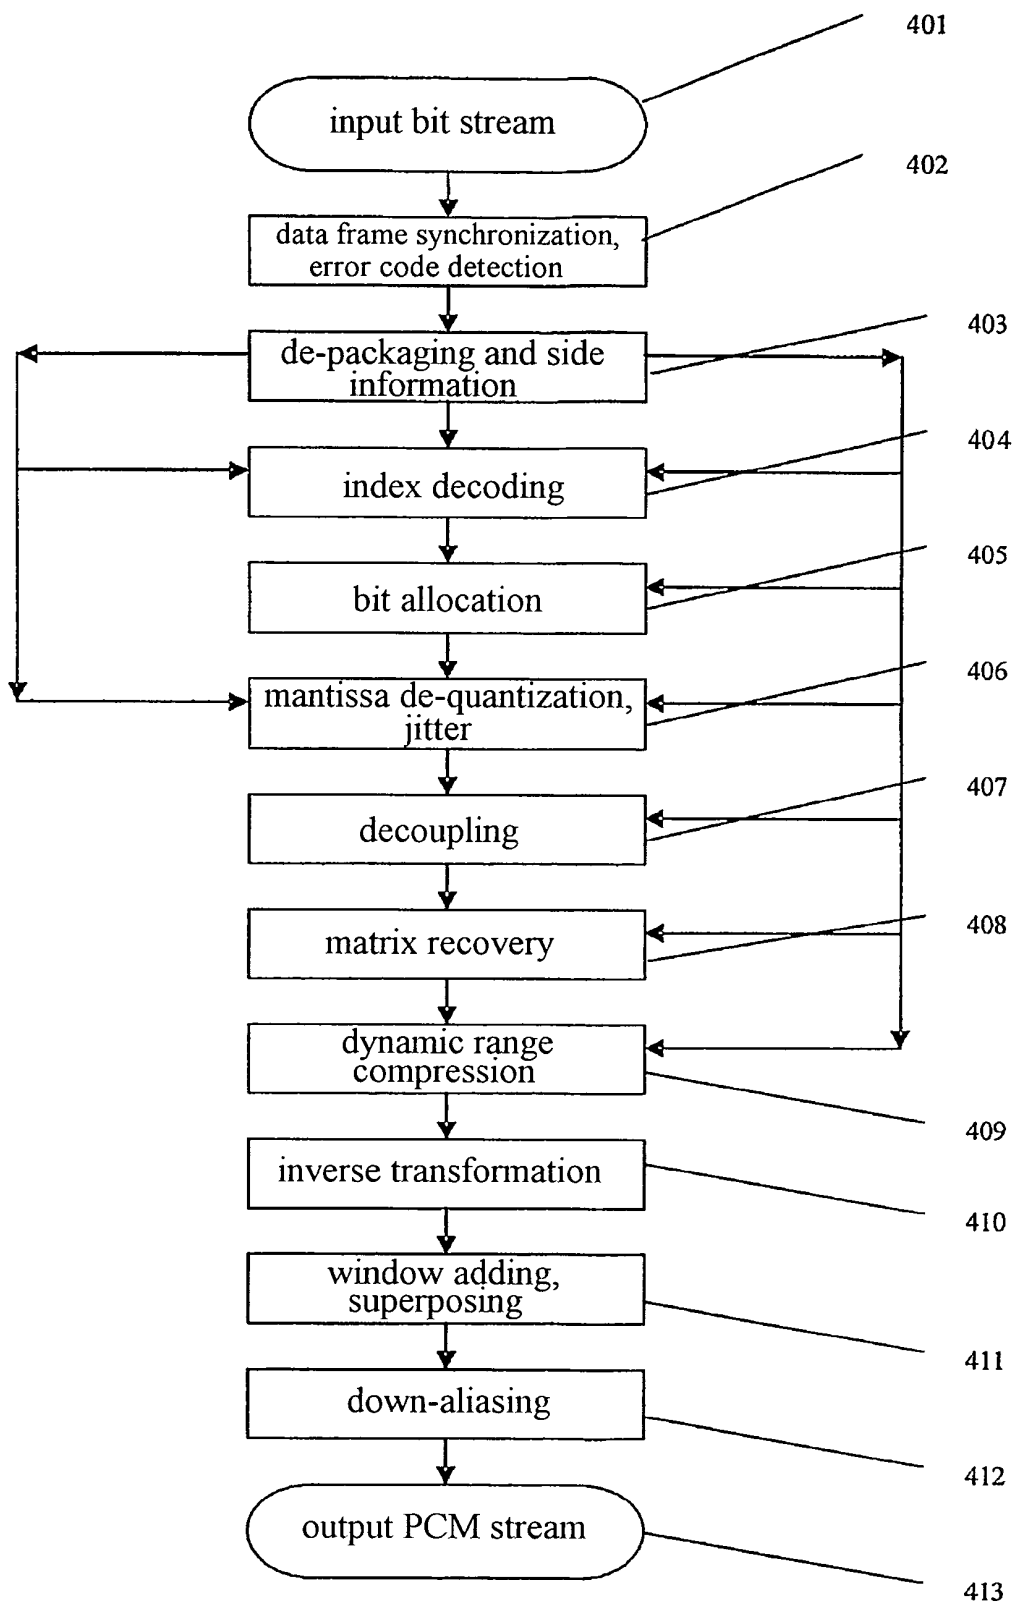 401
input bit stream
402
data frame synchronization,
error code detection
403
de-packaging and side
information
404
index decoding
405
bit allocation
406
mantissa de-quantization,
jitter
407
decoupling
408
matrix recovery
dynamic range
compression
409
inverse transformation
410
window adding,
superposing
411
down-aliasing
412
output PCM stream
413